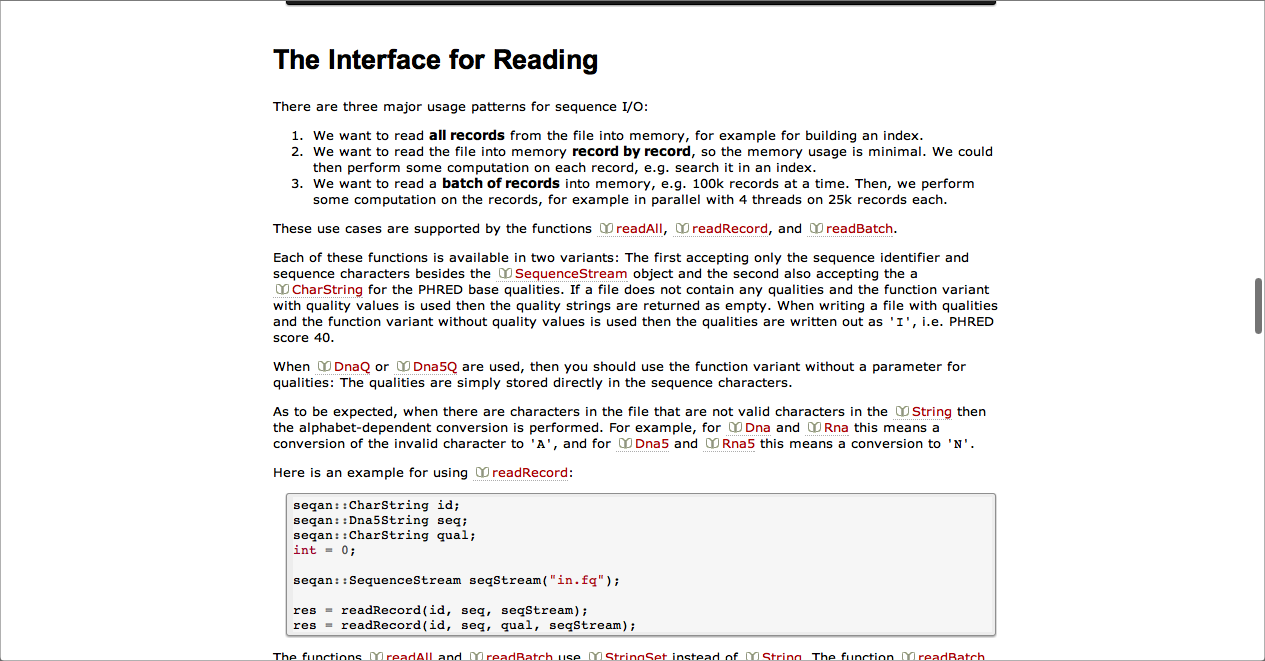 The Interface for Reading
There are three major usage patterns for sequence I/O:
1. We want to read all records from the file into memory, for example for building an index.
2. We want to read the file into memory record by record, so the memory usage is minimal. We could
then perform some computation on each record, e.g. search it in an index.
3. We want to read a batch of records into memory, e.g. 100k records at a time. Then, we perform
some computation on the records, for example in parallel with 4 threads on 25k records each.
These use cases are supported by the functions readAll, readRecord, and readBatch.
Each of these functions is available in two variants: The first accepting only the sequence identifier and
sequence characters besides the SequenceStream object and the second also accepting the a
CharString for the PHRED base qualities. If a file does not contain any qualities and the function variant
with quality values is used then the quality strings are returned as empty. When writing a file with qualities
and the function variant without quality values is used then the qualities are written out as 'I', i.e. PHRED
score 40.
When DnaQ or Dna5Q are used, then you should use the function variant without a parameter for
qualities: The qualities are simply stored directly in the sequence characters.
As to be expected, when there are characters in the file that are not valid characters in the String then
the alphabet-dependent conversion is performed. For example, for Dna and Rna this means a
conversion of the invalid character to 'A', and for Dna5 and Rna5 this means a conversion to 'N'.
Here is an example for using readRecord:
seqan::CharString id;
seqan::Dna5String seq;
seqan::CharString qual;
int = 0;
seqan::SequenceStream seqStream("in.fq");
res = readRecord(id, seq, seqStream);
res = readRecord(id, seq, qual, seqStream);
The functions readAll and readBatch use StringSet instead of String. The function readBatch